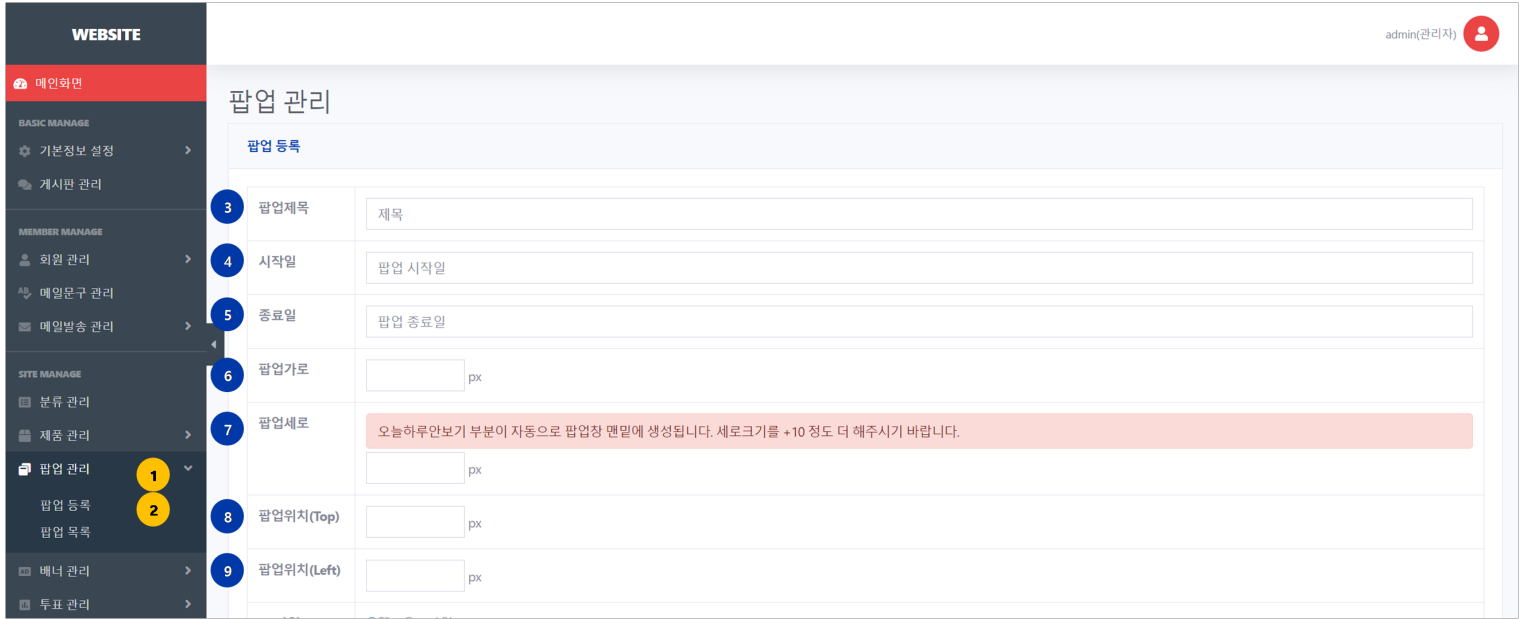 WEBSITE
admin(관리자)
메인화면
BASIC MANAGE
기본정보 설정
게시판 관리
MEMBER MANAGE
회원 관리
AB
메일문구 관리
메일발송 관리
SITE MANAGE
분류 관리
제품 관리
팝업 관리
1
팝업 등록
2
팝업 목록
AD
배너 관리
투표 관리
팝업 관리
팝업 등록
3 팝업제목 제목
4 시작일 팝업 시작일
5 종료일 팝업 종료일
6 팝업가로 px
7 팝업세로 오늘하루안보기 부분이 자동으로 팝업창 맨밑에 생성됩니다. 세로크기를 +10 정도 더 해주시기 바랍니다.
px
8 팝업위치(Top) px
9 팝업위치(Left) px